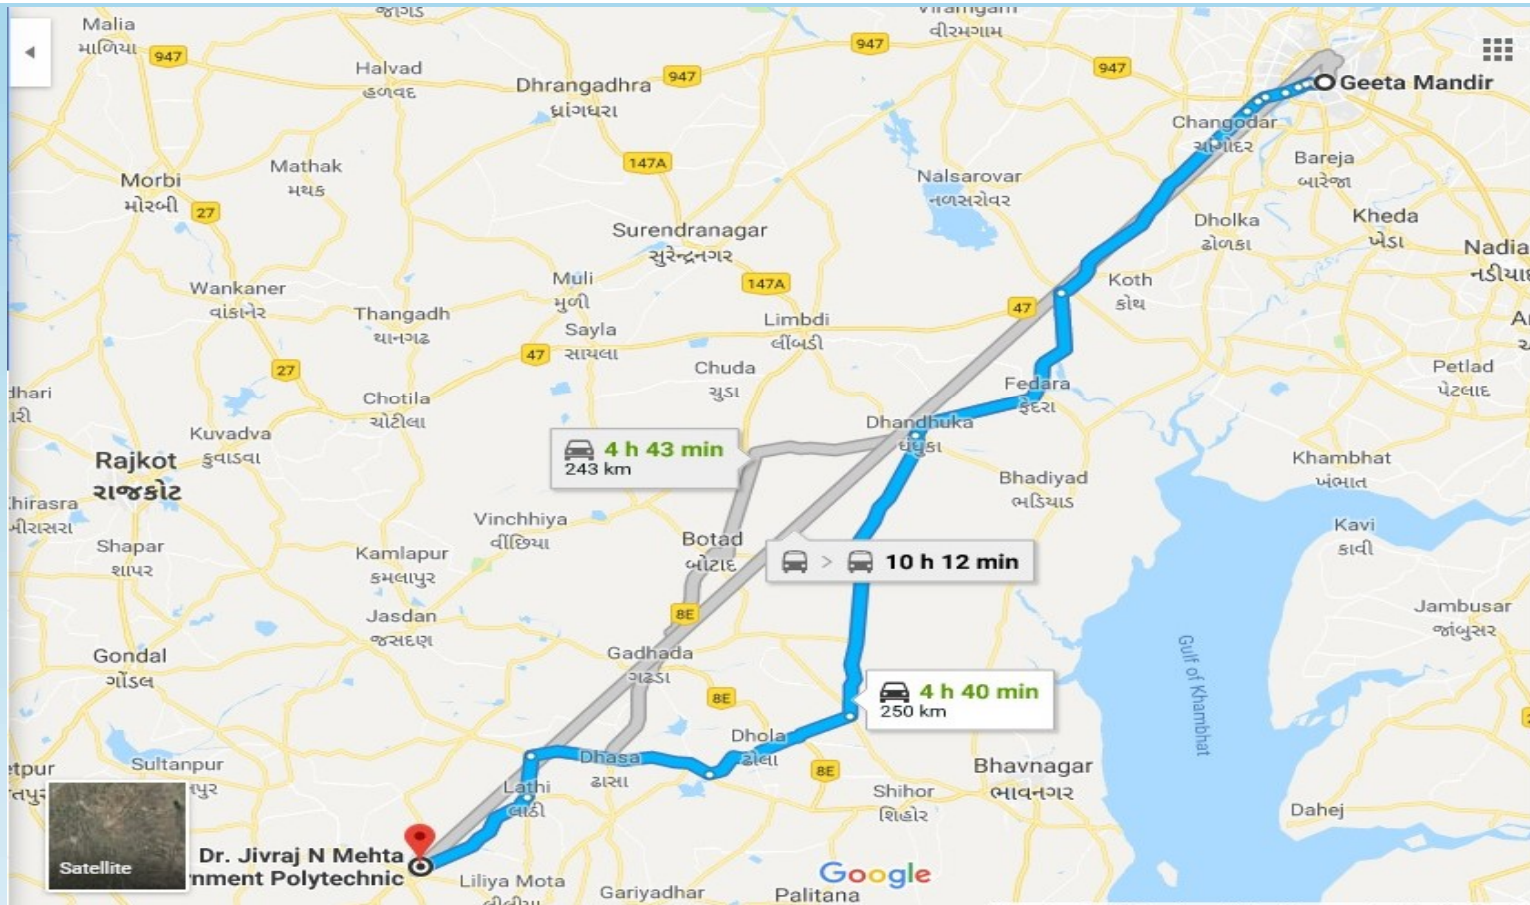 Malia
માળિયા
947
Halvad
હળવદ
Dhrangadhra
ધ્રાંગધરા
947
947
વીરમગામ
947
Geeta Mandir
Changodar
ચાંગોદર
Bareja
બારેજા
Mathak
મથક
147A
Morbi
મોરબી
27
Nalsarovar
નળસરોવર
Surendranagar
સુરેન્દ્રનગર
Dholka
ધોળકા
Kheda
ખેડા
Nadia
Wankaner
વાંકાનેર
Muli
મુળી
147A
Koth
કોથ
Thangadh
થાનગઢ
Sayla
સાયલા
Limbdi
લીંબડી
47
47
27
Chuda
ચુડા
Fedara
ફેદરા
Petlad
પેટલાદ
Chotila
ચોટીલા
Kuvadva
કુવાડવા
Dhandhuka
ધંધુકા
4 h 43 min
243 km
Rajkot
રાજકોટ
Khambhat
ખંભાત
Bhadiyad
ભડિયાદ
Vinchhiya
વીંછિયા
Kavi
કાવી
Shapar
શાપર
Kamlapur
કમલાપુર
Botad
બોટાદ
10 h 12 min
Jasdan
જસદણ
8E
Jambusar
જાંબુસર
Gondal
ગોંડલ
Gadhada
ગઢડા
Gulf of Khambhat
8E
4 h 40 min
250 km
Dhola
ઢોલા
Dhasa
ઢાસા
8E
Bhavnagar
ભાવનગર
Sultanpur
Lathi
લાઠી
Shihor
શિહોર
Dahej
Satellite
Dr. Jivraj N Mehta
rnment Polytechnic
Liliya Mota
Google
Gariyadhar
Palitana